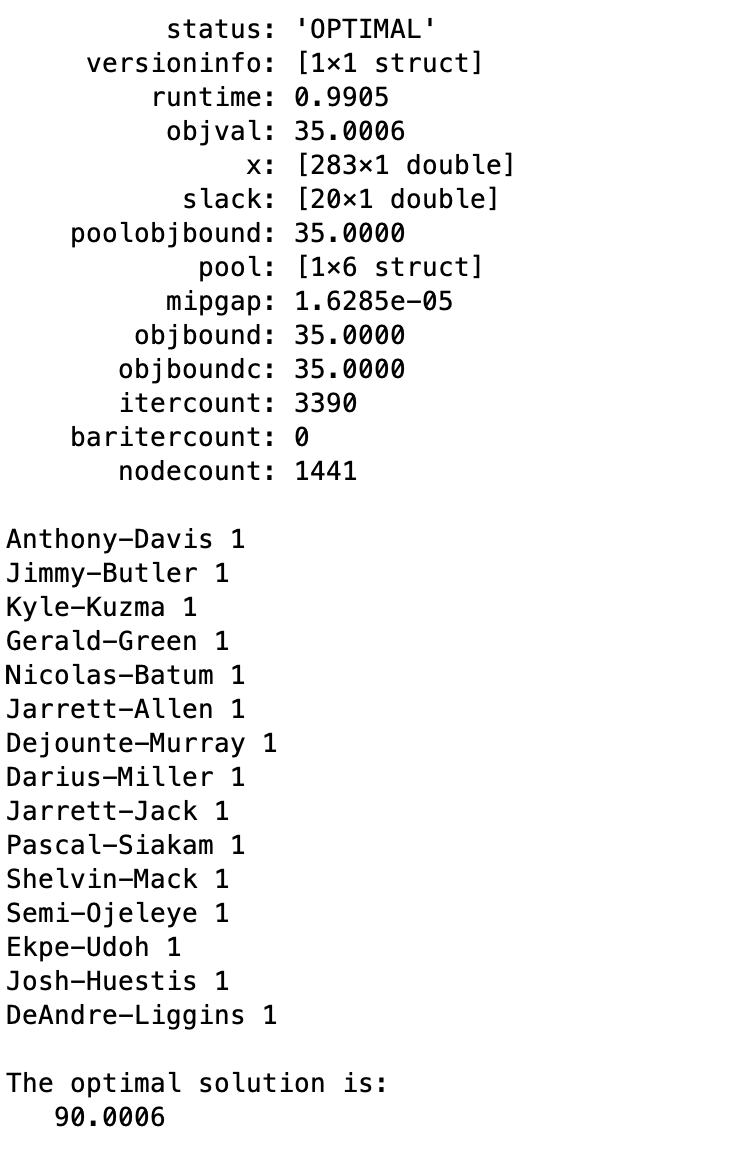 status: 'OPTIMAL'
versioninfo: [1×1 struct]
runtime: 0.9905
objval: 35.0006
x: [283×1 double]
slack: [20×1 double]
poolobjbound: 35.0000
pool: [1×6 struct]
mipgap: 1.6285e-05
objbound: 35.0000
objboundc: 35.0000
itercount: 3390
baritercount: 0
nodecount: 1441
Anthony-Davis 1
Jimmy-Butler 1
Kyle-Kuzma 1
Gerald-Green 1
Nicolas-Batum 1
Jarrett-Allen 1
Dejounte-Murray 1
Darius-Miller 1
Jarrett-Jack 1
Pascal-Siakam 1
Shelvin-Mack 1
Semi-Ojeleye 1
Ekpe-Udoh 1
Josh-Huestis 1
DeAndre-Liggins 1
The optimal solution is:
90.0006